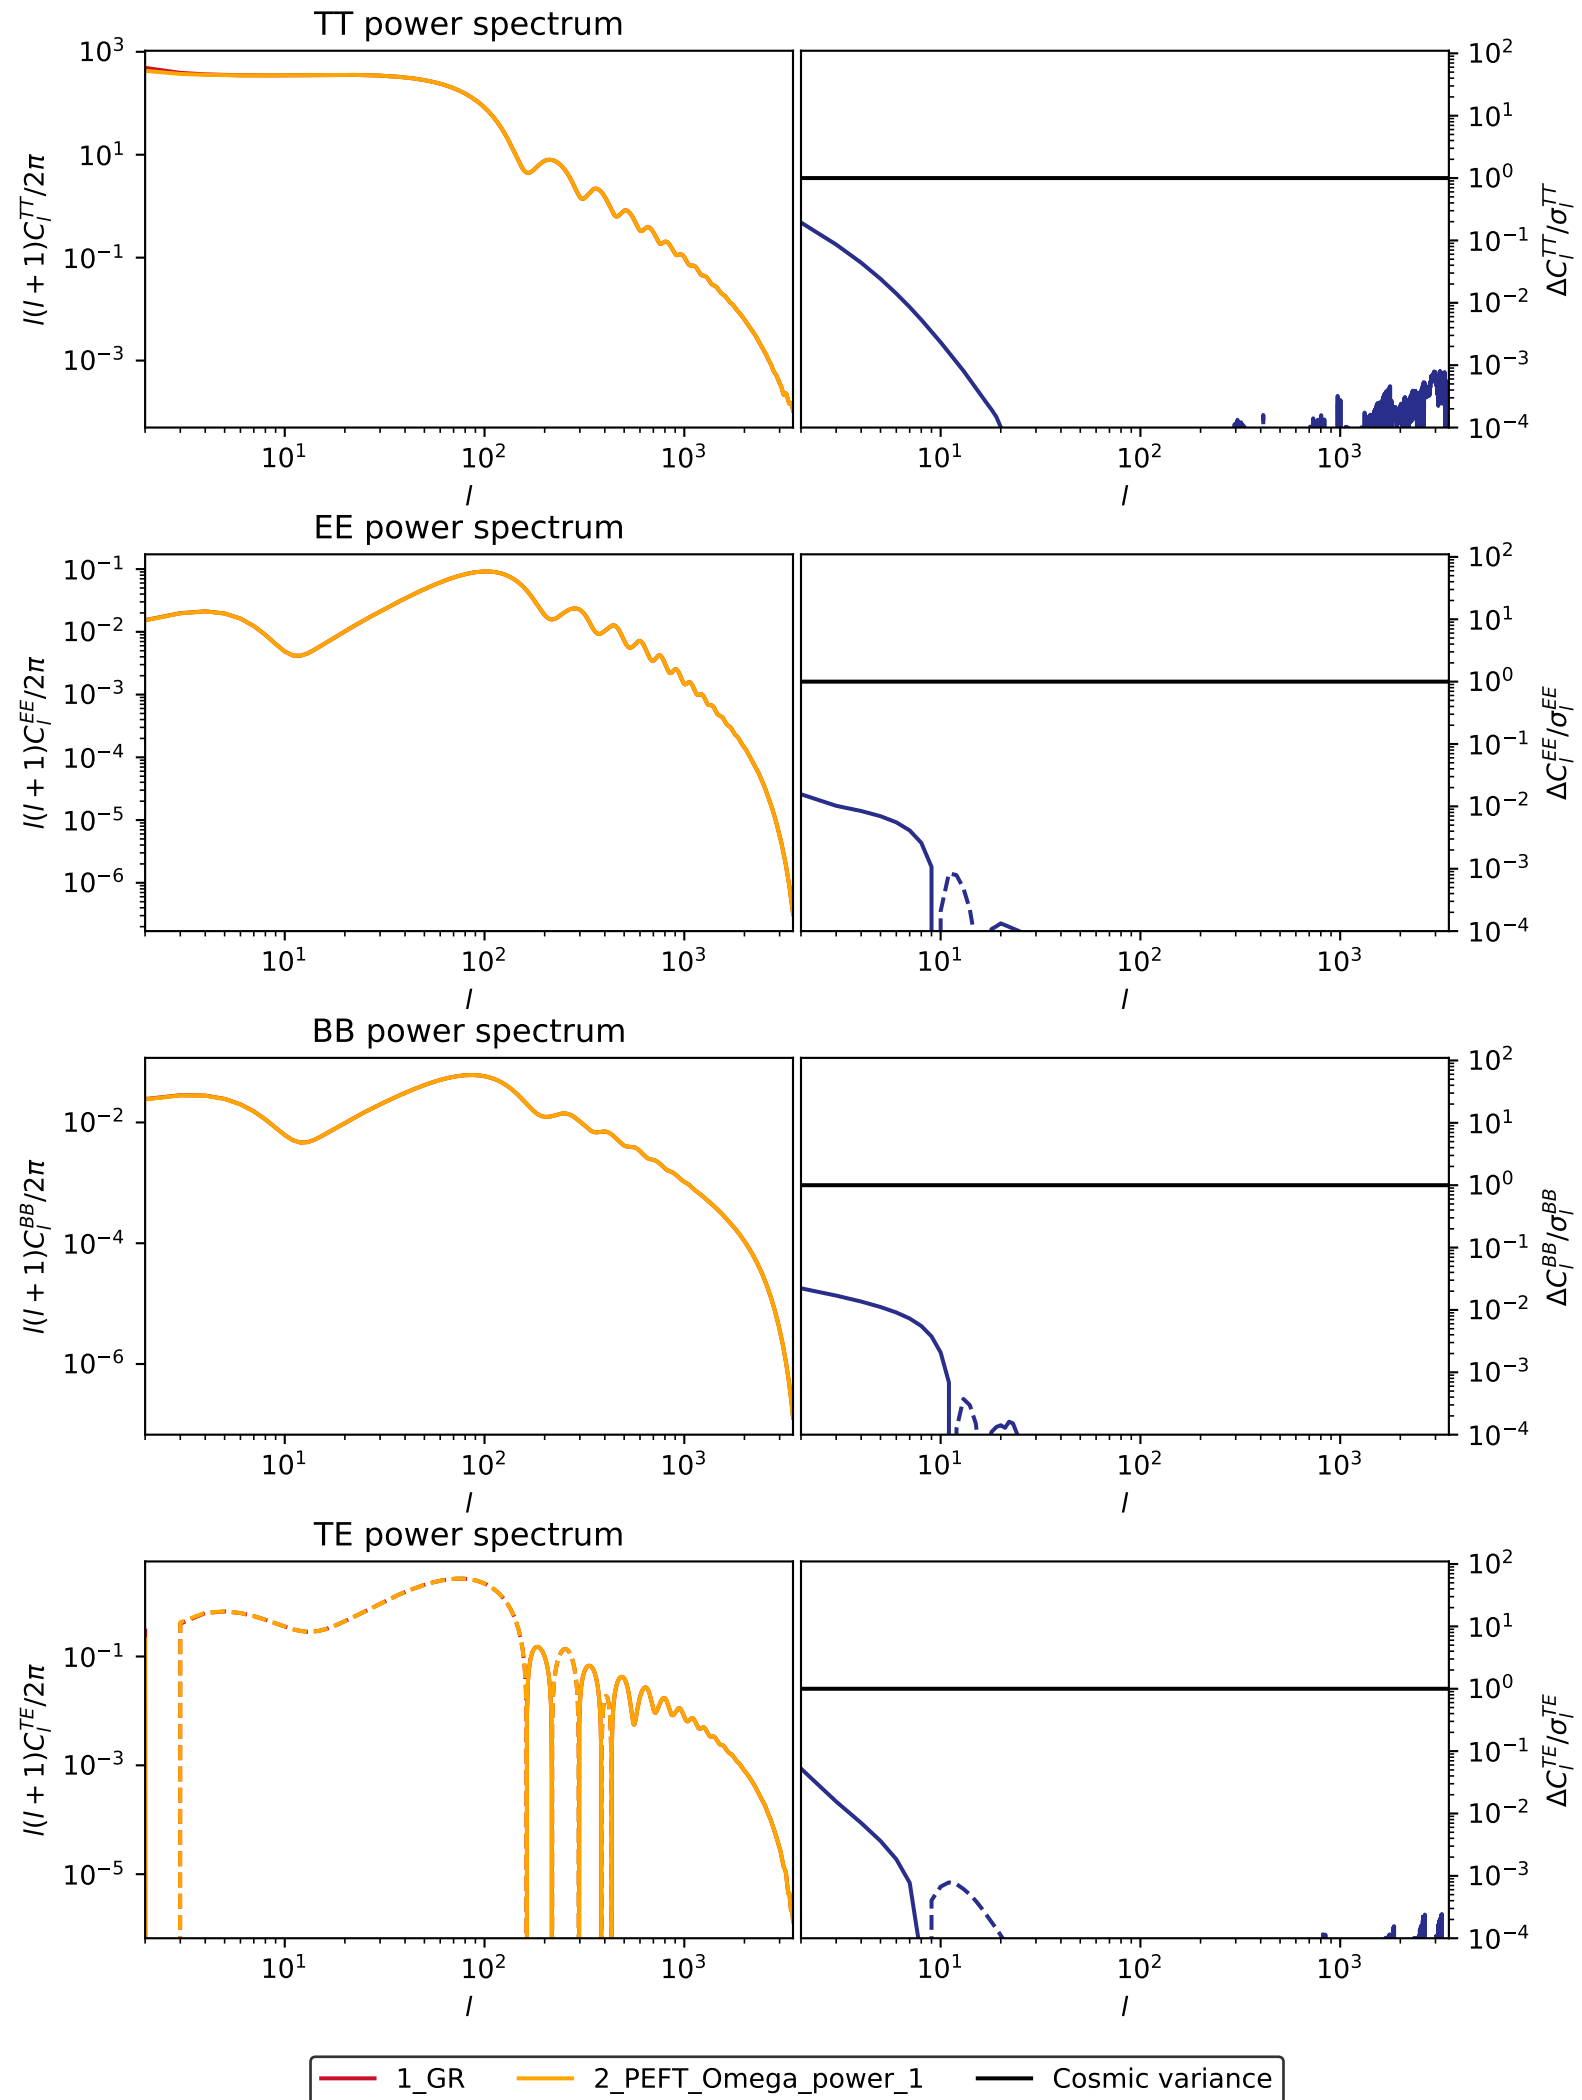 TT power spectrum
10^3
10^1
10^-1
10^-3
l(l + 1)C_l^TT/2π
10^1 10^2 10^3
l
10^2
10^1
10^0
10^-1
10^-2
10^-3
10^-4
ΔC_l^TT/σ_l^TT
10^1 10^2 10^3
l
EE power spectrum
10^-1
10^-2
10^-3
10^-4
10^-5
10^-6
l(l + 1)C_l^EE/2π
10^1 10^2 10^3
l
10^2
10^1
10^0
10^-1
10^-2
10^-3
10^-4
ΔC_l^EE/σ_l^EE
10^1 10^2 10^3
l
BB power spectrum
10^-2
10^-4
10^-6
l(l + 1)C_l^BB/2π
10^1 10^2 10^3
l
10^2
10^1
10^0
10^-1
10^-2
10^-3
10^-4
ΔC_l^BB/σ_l^BB
10^1 10^2 10^3
l
TE power spectrum
10^-1
10^-3
10^-5
l(l + 1)C_l^TE/2π
10^1 10^2 10^3
l
10^2
10^1
10^0
10^-1
10^-2
10^-3
10^-4
ΔC_l^TE/σ_l^TE
10^1 10^2 10^3
l
1_GR 2_PEFT_Omega_power_1 Cosmic variance